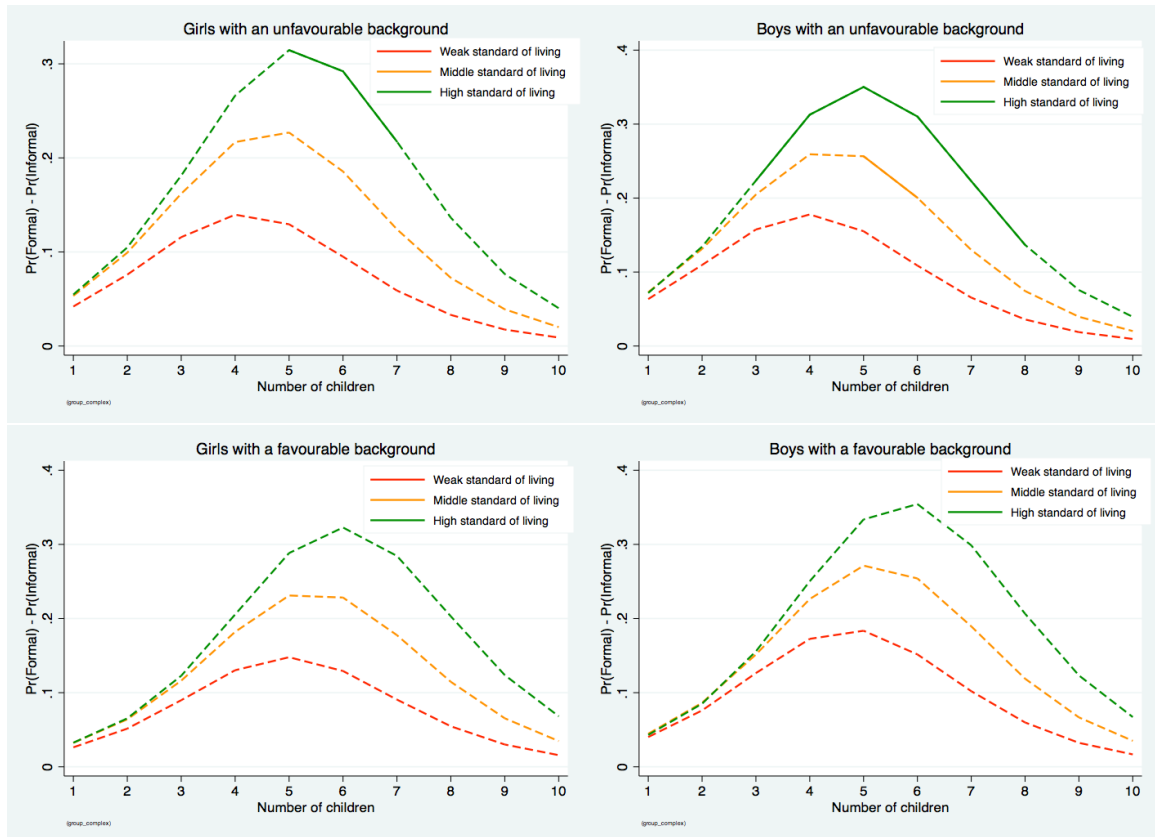 Girls with an unfavourable background
Weak standard of living
Middle standard of living
High standard of living
Pr(Formal) - Pr(Informal)
.3
.2
.1
0
1 2 3 4 5 6 7 8 9 10
Number of children
(group_complex)
Boys with an unfavourable background
Weak standard of living
Middle standard of living
High standard of living
Pr(Formal) - Pr(Informal)
.4
.3
.2
.1
0
1 2 3 4 5 6 7 8 9 10
Number of children
(group_complex)
Girls with a favourable background
Weak standard of living
Middle standard of living
High standard of living
Pr(Formal) - Pr(Informal)
.4
.3
.2
.1
0
1 2 3 4 5 6 7 8 9 10
Number of children
(group_complex)
Boys with a favourable background
Weak standard of living
Middle standard of living
High standard of living
Pr(Formal) - Pr(Informal)
.4
.3
.2
.1
0
1 2 3 4 5 6 7 8 9 10
Number of children
(group_complex)